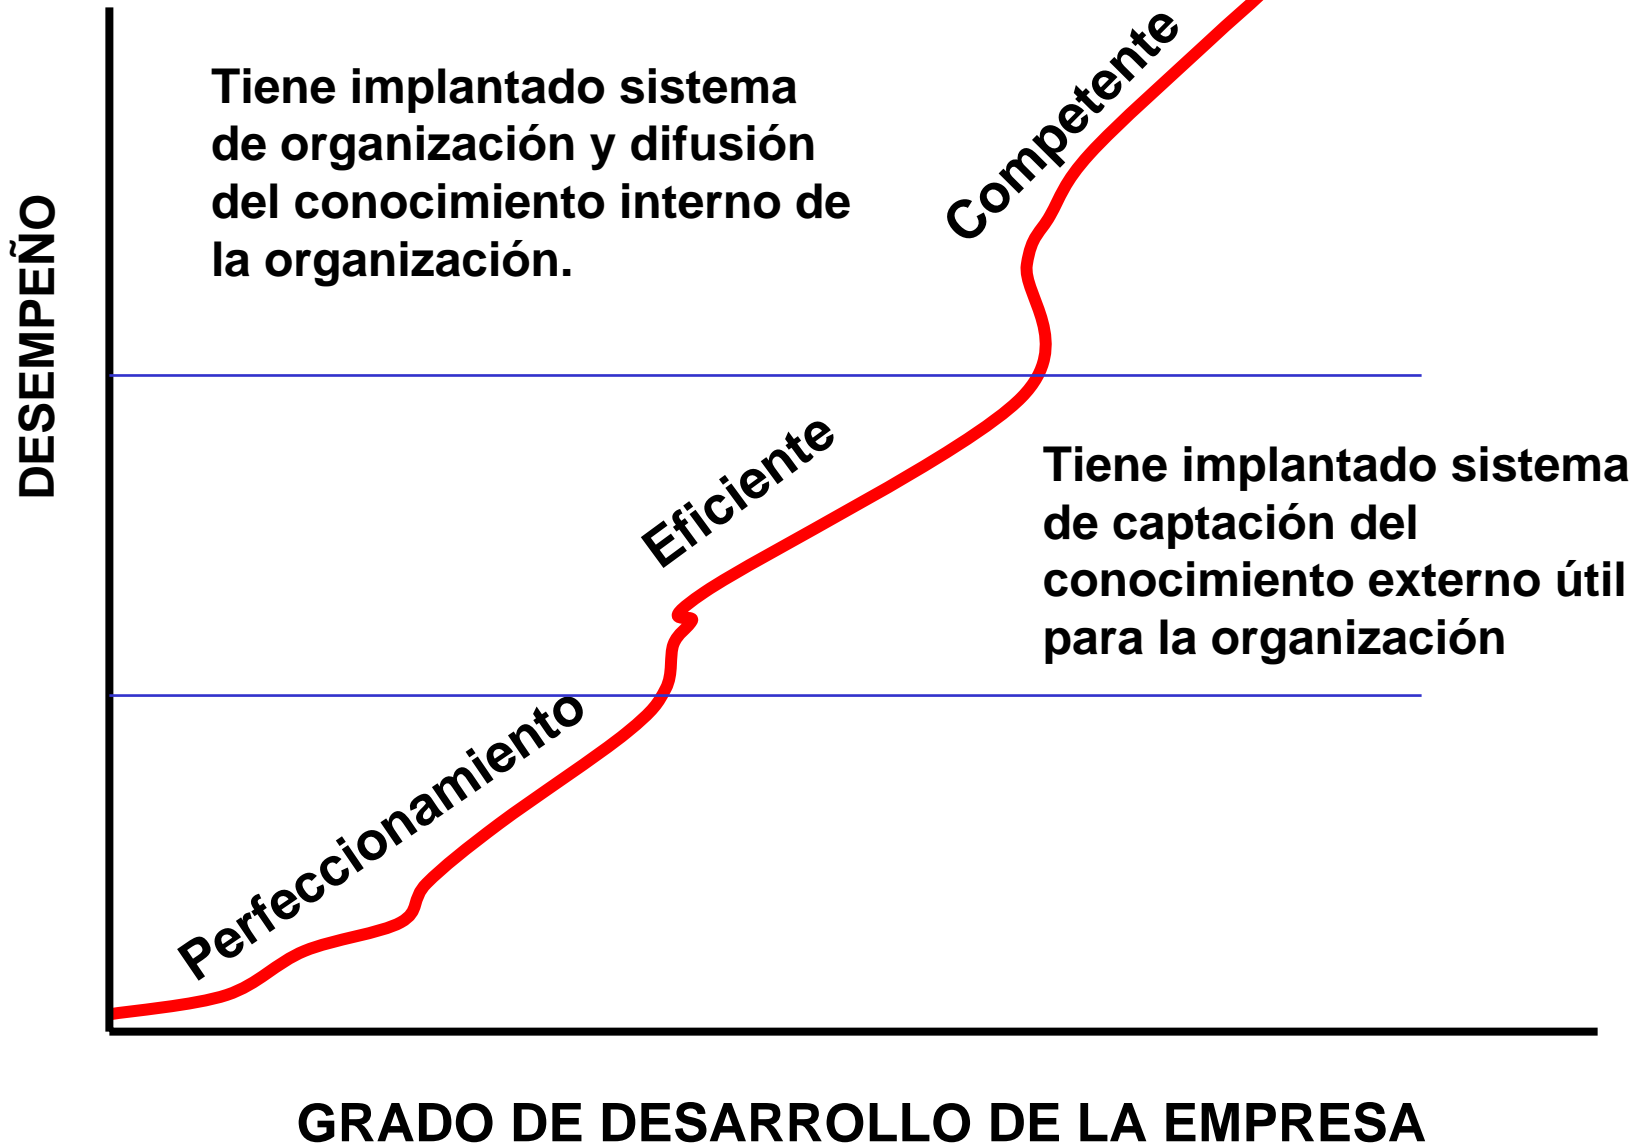 Tiene implantado sistema
de organización y difusión
del conocimiento interno de
la organización.
Competente
DESEMPEÑO
Eficiente
Tiene implantado sistema
de captación del
conocimiento externo útil
para la organización
Perfeccionamiento
GRADO DE DESARROLLO DE LA EMPRESA